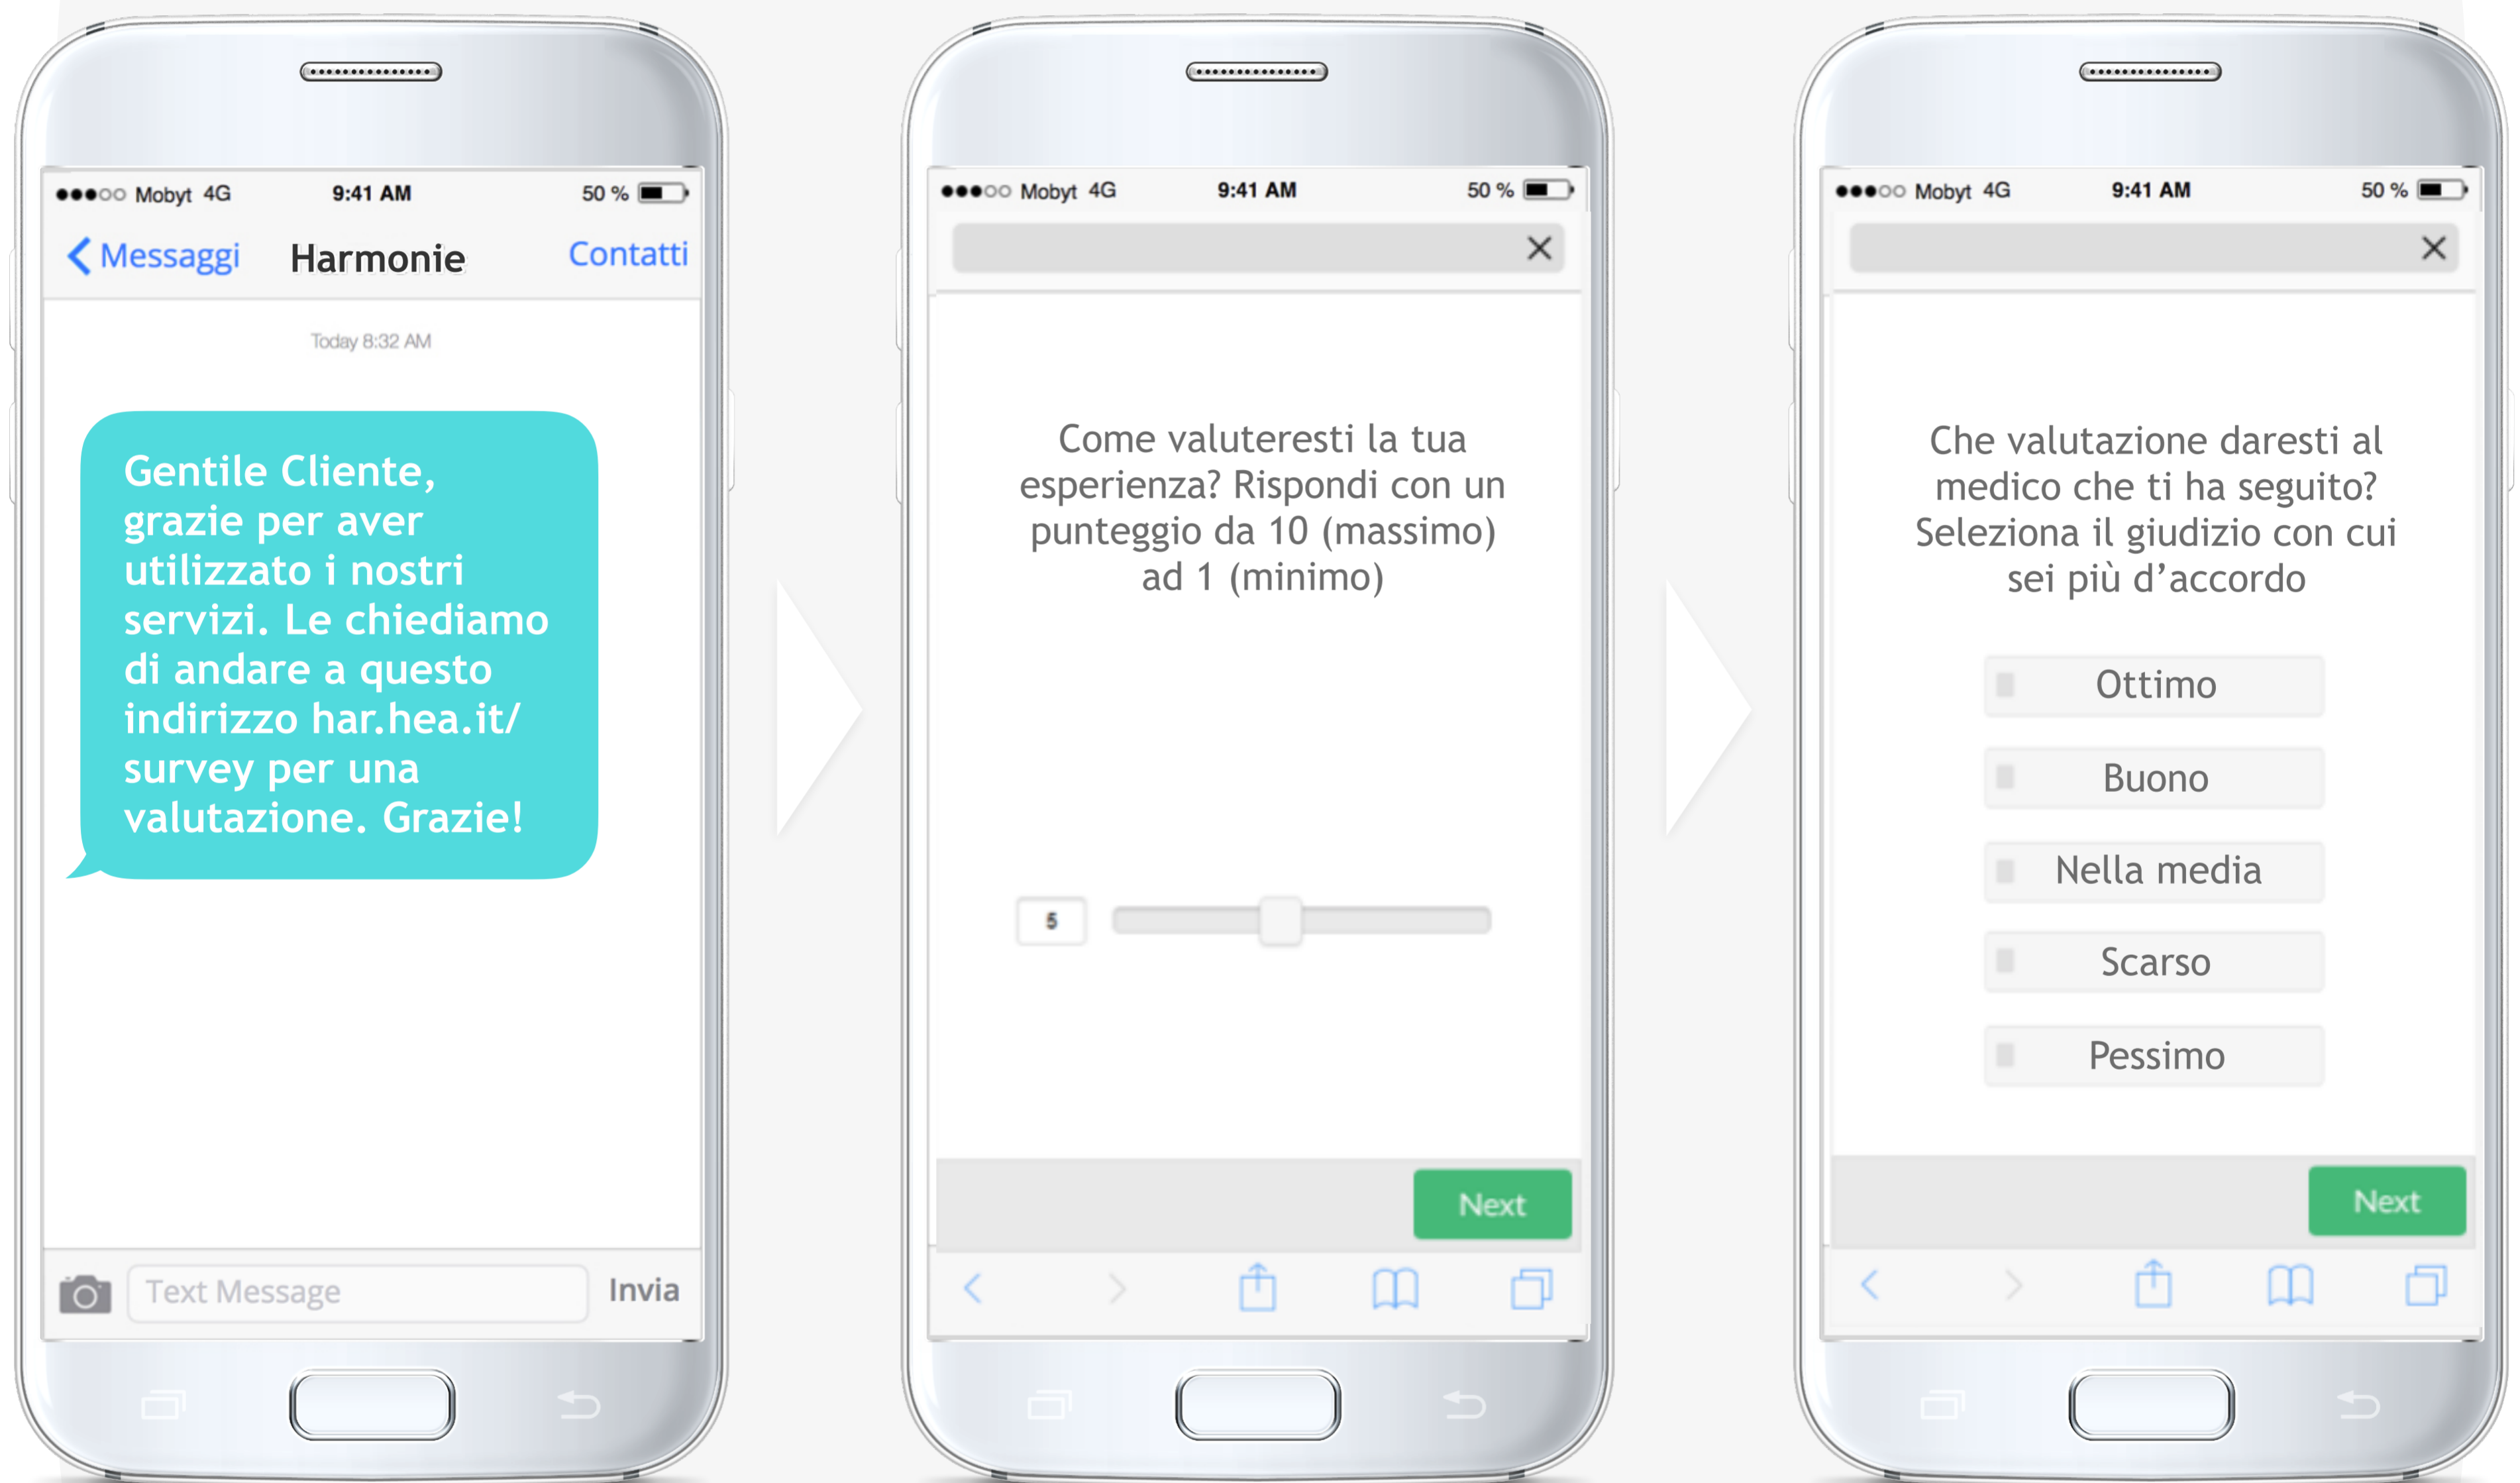 Mobyt 4G 9:41 AM 50 %
Messaggi Harmonie Contatti
Today 8:32 AM
Gentile Cliente,
grazie per aver
utilizzato i nostri
servizi. Le chiediamo
di andare a questo
indirizzo har.hea.it/
survey per una
valutazione. Grazie!
Text Message Invia
Mobyt 4G 9:41 AM 50 %
Come valuteresti la tua
esperienza? Rispondi con un
punteggio da 10 (massimo)
ad 1 (minimo)
5
Next
Mobyt 4G 9:41 AM 50 %
Che valutazione daresti al
medico che ti ha seguito?
Seleziona il giudizio con cui
sei più d’accordo
Ottimo
Buono
Nella media
Scarso
Pessimo
Next